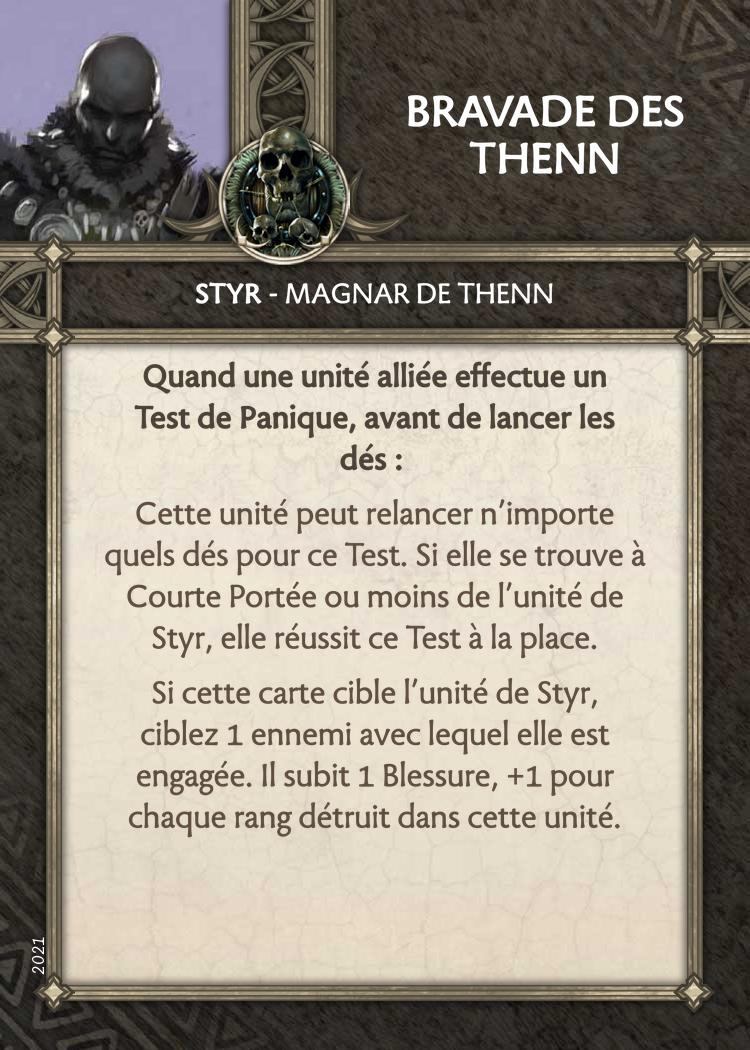 BRAVADE DES
THENN
STYR - MAGNAR DE THENN
Quand une unité alliée effectue un
Test de Panique, avant de lancer les
dés :
Cette unité peut relancer n'importe
quels dés pour ce Test. Si elle se trouve à
Courte Portée ou moins de l'unité de
Styr, elle réussit ce Test à la place.
Si cette carte cible l'unité de Styr,
ciblez 1 ennemi avec lequel elle est
engagée. Il subit 1 Blessure, +1 pour
chaque rang détruit dans cette unité.
2021